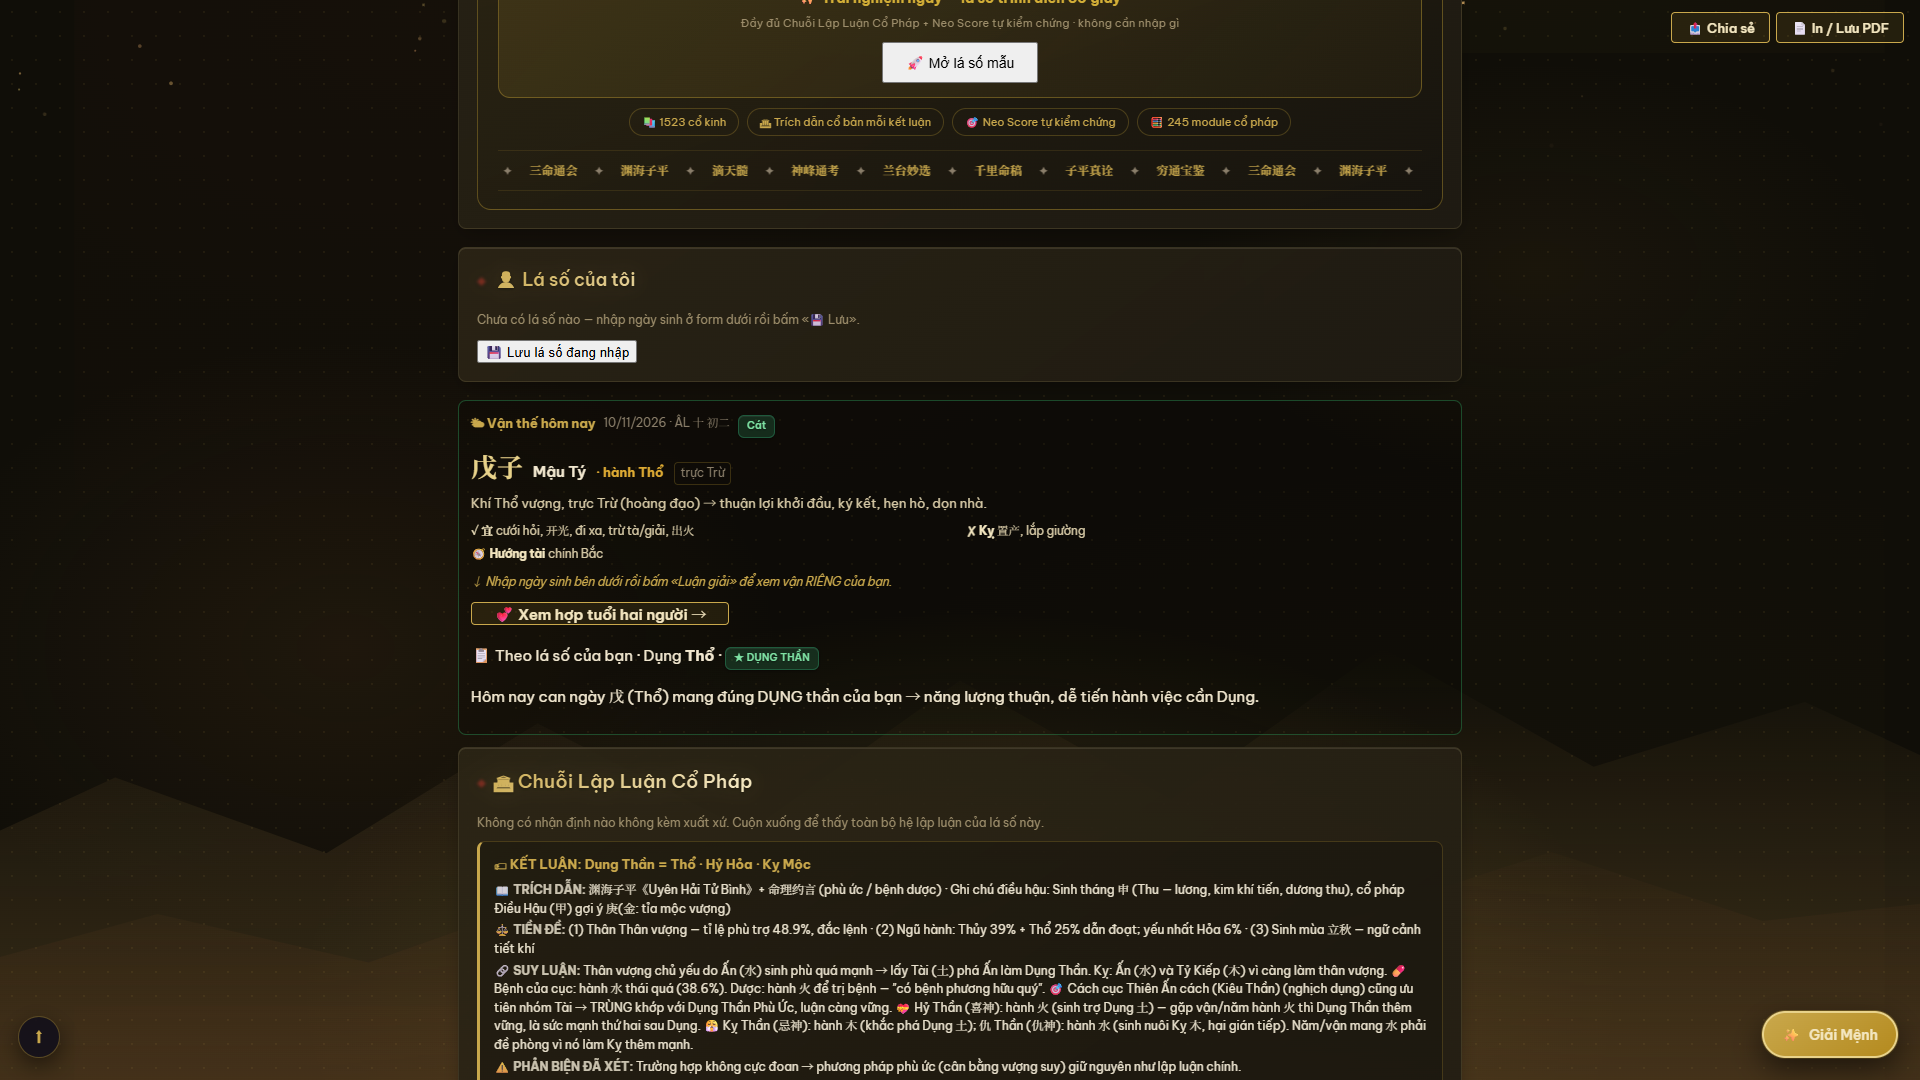 Trải nghiệm ngay — lá số trình diễn 60 giây
Đầy đủ Chuỗi Lập Luận Cổ Pháp + Neo Score tự kiểm chứng · không cần nhập gì
🚀 Mở lá số mẫu
Chia sẻ
In / Lưu PDF
1523 cổ kinh
Trích dẫn cổ bản mỗi kết luận
Neo Score tự kiểm chứng
245 module cổ pháp
✦ 三命通会 ✦ 渊海子平 ✦ 滴天髓 ✦ 神峰通考 ✦ 兰台妙选 ✦ 千里命稿 ✦ 子平真诠 ✦ 穷通宝鉴 ✦ 三命通会 ✦ 渊海子平 ✦
👤 Lá số của tôi
Chưa có lá số nào — nhập ngày sinh ở form dưới rồi bấm «💾 Lưu».
💾 Lưu lá số đang nhập
Vận thế hôm nay 10/11/2026 · ÂL 十 初二 Cát
戊子 Mậu Tý · hành Thổ trực Trừ
Khí Thổ vượng, trực Trừ (hoàng đạo) → thuận lợi khởi đầu, ký kết, hẹn hò, dọn nhà.
✓ 宜 cưới hỏi, 开光, đi xa, trừ tà/giải, 出火
✗ Kỵ 置产, lắp giường
🧭 Hướng tài chính Bắc
↓ Nhập ngày sinh bên dưới rồi bấm «Luận giải» để xem vận RIÊNG của bạn.
💕 Xem hợp tuổi hai người →
📋 Theo lá số của bạn · Dụng Thổ · ★ DỤNG THẦN
Hôm nay can ngày 戊 (Thổ) mang đúng DỤNG thần của bạn → năng lượng thuận, dễ tiến hành việc cần Dụng.
Chuỗi Lập Luận Cổ Pháp
Không có nhận định nào không kèm xuất xứ. Cuộn xuống để thấy toàn bộ hệ lập luận của lá số này.
KẾT LUẬN: Dụng Thần = Thổ · Hỷ Hỏa · Kỵ Mộc
📖 TRÍCH DẪN: 渊海子平《Uyên Hải Tử Bình》+ 命理约言 (phù ức / bệnh dược) · Ghi chú điều hậu: Sinh tháng 申 (Thu — lương, kim khí tiến, dương thu), cổ pháp
Điều Hậu (甲) gợi ý 庚(金: tỉa mộc vượng)
⚖️ TIỀN ĐỀ: (1) Thân Thân vượng — tỉ lệ phù trợ 48.9%, đắc lệnh · (2) Ngũ hành: Thủy 39% + Thổ 25% dẫn đoạt; yếu nhất Hỏa 6% · (3) Sinh mùa 立秋 — ngữ cảnh
tiết khí
🔗 SUY LUẬN: Thân vượng chủ yếu do Ấn (水) sinh phù quá mạnh → lấy Tài (土) phá Ấn làm Dụng Thần. Kỵ: Ấn (水) và Tỷ Kiếp (木) vì càng làm thân vượng. 💊
Bệnh của cục: hành 水 thái quá (38.6%). Dược: hành 火 để trị bệnh — "có bệnh phương hữu quý". 🎯 Cách cục Thiên Ấn cách (Kiêu Thần) (nghịch dụng) cũng ưu
tiên nhóm Tài → TRÙNG khớp với Dụng Thần Phù Ức, luận càng vững. 💝 Hỷ Thần (喜神): hành 火 (sinh trợ Dụng 土) — gặp vận/năm hành 火 thì Dụng Thần thêm
vững, là sức mạnh thứ hai sau Dụng. Kỵ Thần (忌神): hành 木 (khắc phá Dụng 土); 仇 Thần (仇神): hành 水 (sinh nuôi Kỵ 木, hại gián tiếp). Năm/vận mang 水 phải
đề phòng vì nó làm Kỵ thêm mạnh.
⚠️ PHẢN BIỆN ĐÃ XÉT: Trường hợp không cực đoan → phương pháp phù ức (cân bằng vượng suy) giữ nguyên như lập luận chính.
↑
✨ Giải Mệnh